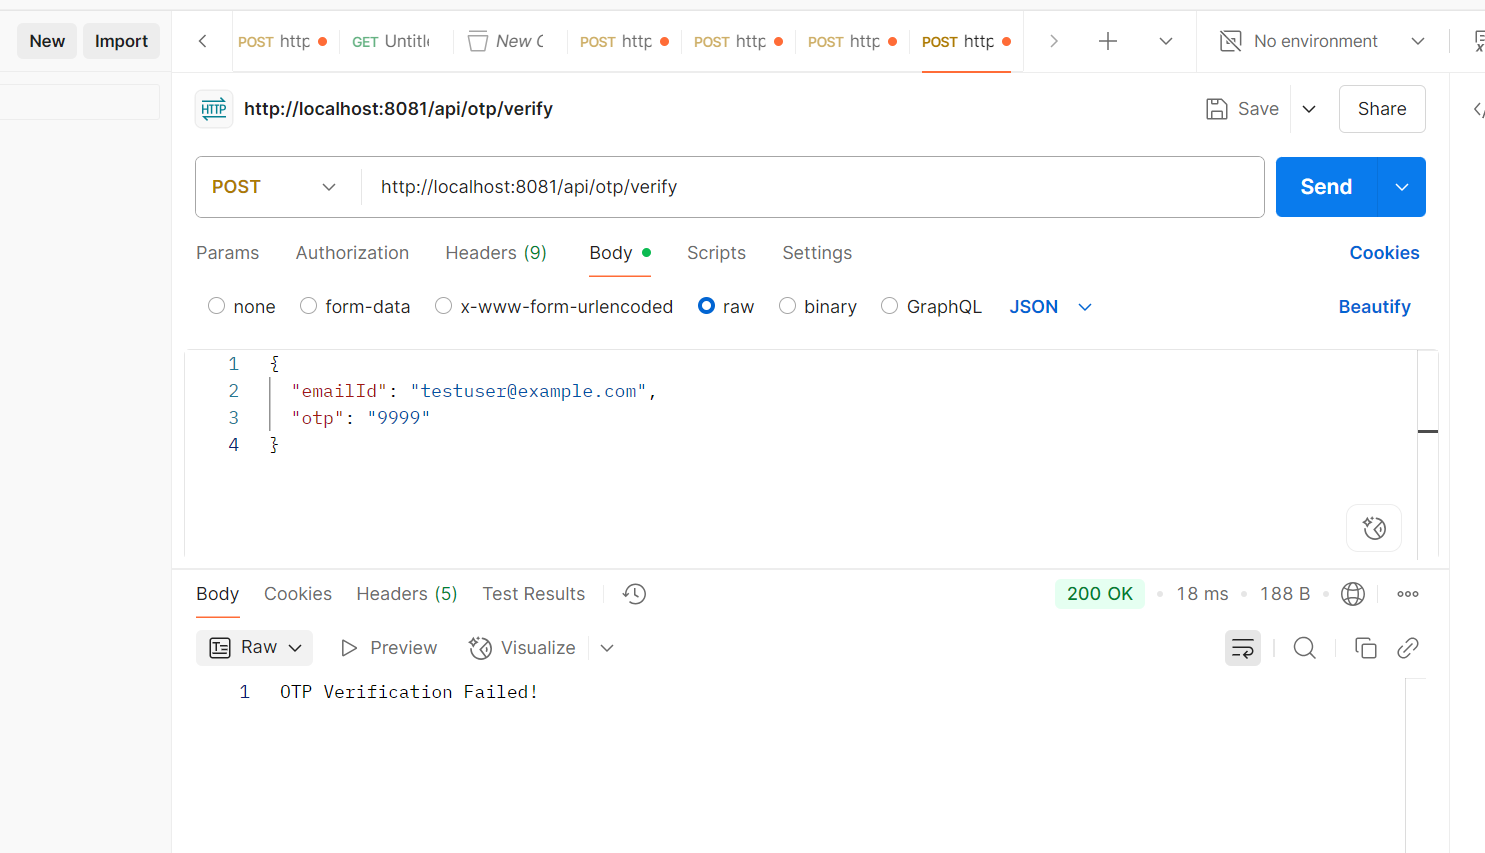 New Import
POST http GET Untitl New C POST http POST http POST http POST http No environment
HTTP http://localhost:8081/api/otp/verify Save Share
POST http://localhost:8081/api/otp/verify Send
Params Authorization Headers (9) Body Scripts Settings Cookies
none form-data x-www-form-urlencoded raw binary GraphQL JSON Beautify
1 {
2 "emailId": "testuser@example.com",
3 "otp": "9999"
4 }
Body Cookies Headers (5) Test Results 200 OK 18 ms 188 B
Raw Preview Visualize
1 OTP Verification Failed!